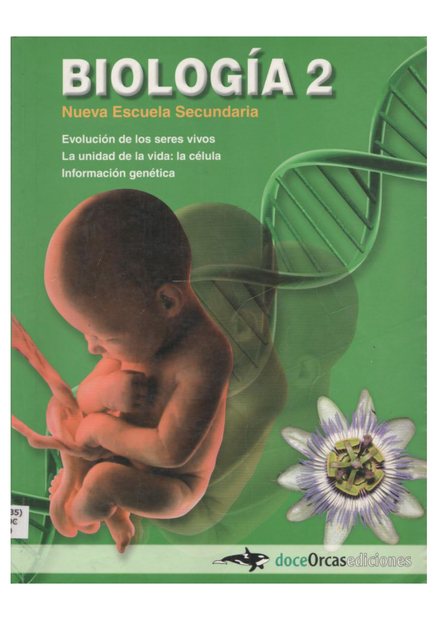 BIOLOGÍA 2
Nueva Escuela Secundaria
Evolución de los seres vivos
La unidad de la vida: la célula
Información genética
doceOrcasediciones